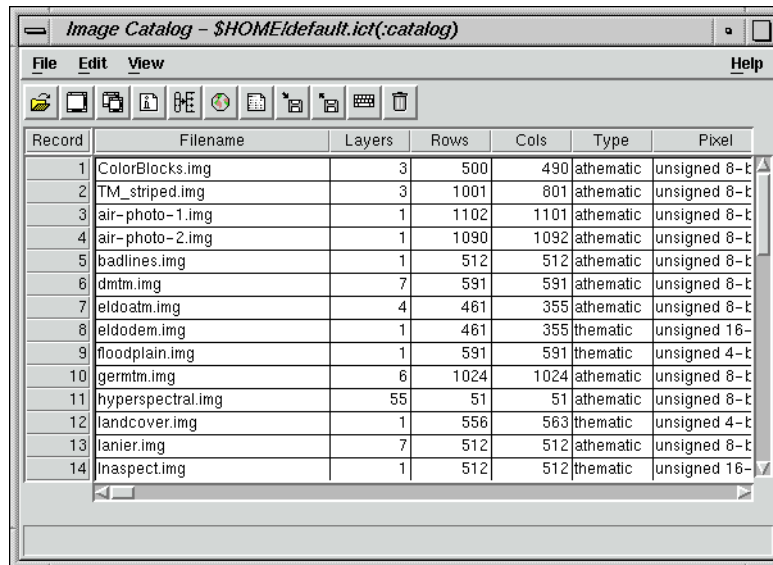 Image Catalog – $HOME/default.ict(:catalog)
File Edit View Help
Record Filename Layers Rows Cols Type Pixel
1 ColorBlocks.img 3 500 490 athematic unsigned 8-b
2 TM_striped.img 3 1001 801 athematic unsigned 8-b
3 air-photo-1.img 1 1102 1101 athematic unsigned 8-b
4 air-photo-2.img 1 1090 1092 athematic unsigned 8-b
5 badlines.img 1 512 512 athematic unsigned 8-b
6 dmtm.img 7 591 591 athematic unsigned 8-b
7 eldoatm.img 4 461 355 athematic unsigned 8-b
8 eldodem.img 1 461 355 thematic unsigned 16-
9 floodplain.img 1 591 591 thematic unsigned 4-b
10 germtm.img 6 1024 1024 athematic unsigned 8-b
11 hyperspectral.img 55 51 51 athematic unsigned 8-b
12 landcover.img 1 556 563 thematic unsigned 4-b
13 lanier.img 7 512 512 athematic unsigned 8-b
14 lnaspect.img 1 512 512 thematic unsigned 16-